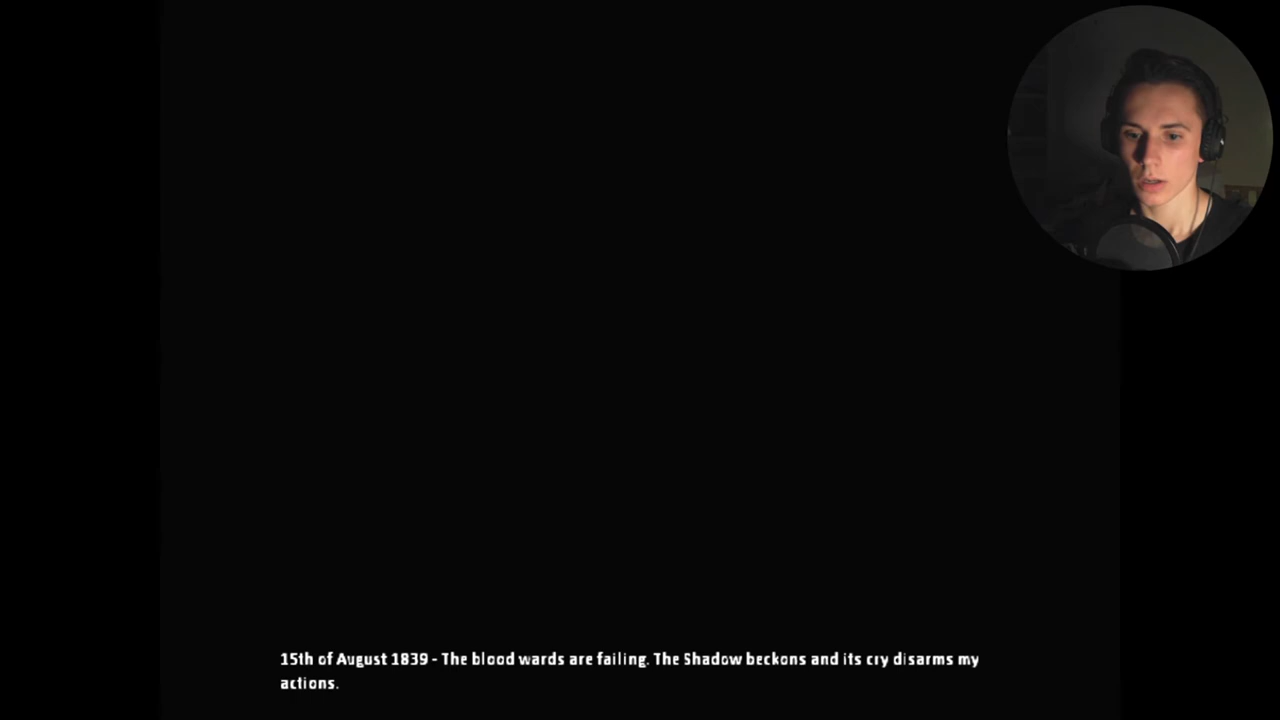 15th of August 1839 - The blood wards are failing. The Shadow beckons and its cry disarms my
actions.